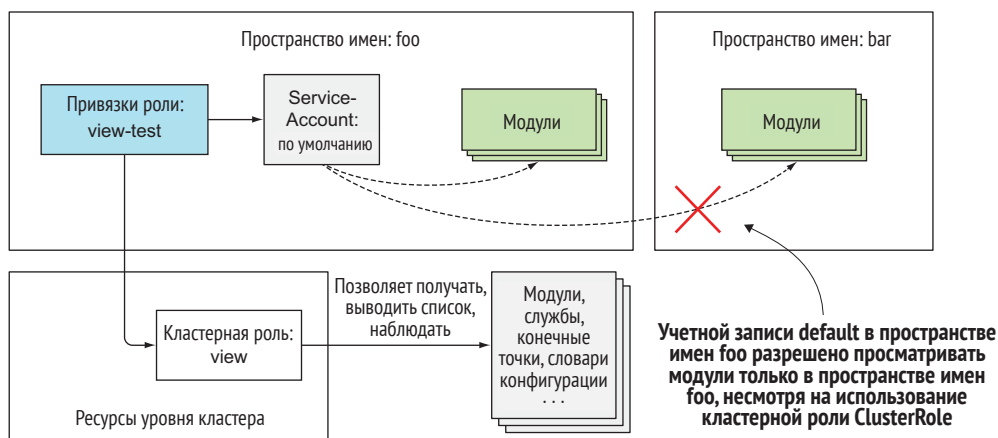 Пространство имен: foo
Пространство имен: bar
Привязки роли:
view-test
Service-
Account:
по умолчанию
Модули
Модули
Позволяет получать,
выводить список,
наблюдать
Кластерная роль:
view
Модули,
службы,
конечные
точки, словари
конфигурации
. . .
Ресурсы уровня кластера
Учетной записи default в пространстве
имен foo разрешено просматривать
модули только в пространстве имен
foo, несмотря на использование
кластерной роли ClusterRole